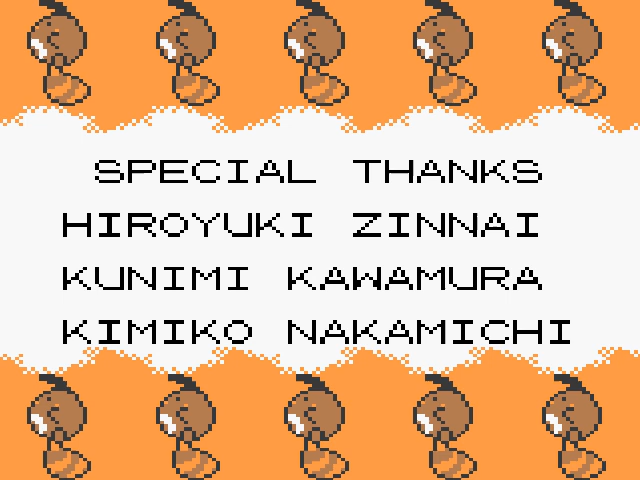 SPECIAL THANKS
HIROYUKI ZINNAI
KUNIMI KAWAMURA
KIMIKO NAKAMICHI